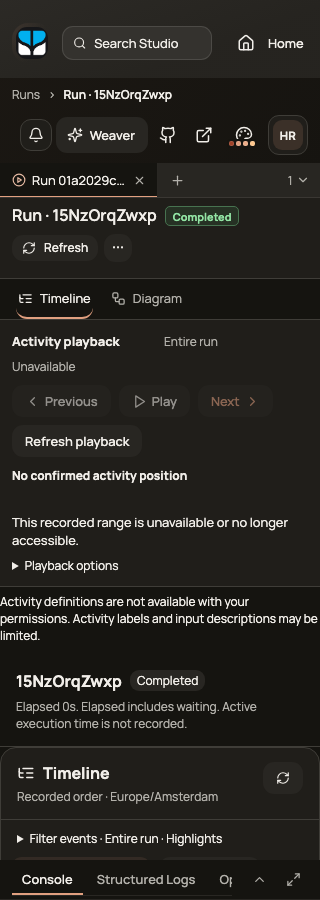 Search Studio
Home
Runs > Run · 15NzOrqZwxp
Weaver
HR
Run 01a2029c...
1
Run · 15NzOrqZwxp
Completed
Refresh
...
Timeline
Diagram
Activity playback
Entire run
Unavailable
Previous
Play
Next
Refresh playback
No confirmed activity position
This recorded range is unavailable or no longer
accessible.
Playback options
Activity definitions are not available with your
permissions. Activity labels and input descriptions may be
limited.
15NzOrqZwxp
Completed
Elapsed 0s. Elapsed includes waiting. Active
execution time is not recorded.
Timeline
Recorded order · Europe/Amsterdam
Filter events · Entire run · Highlights
Console
Structured Logs